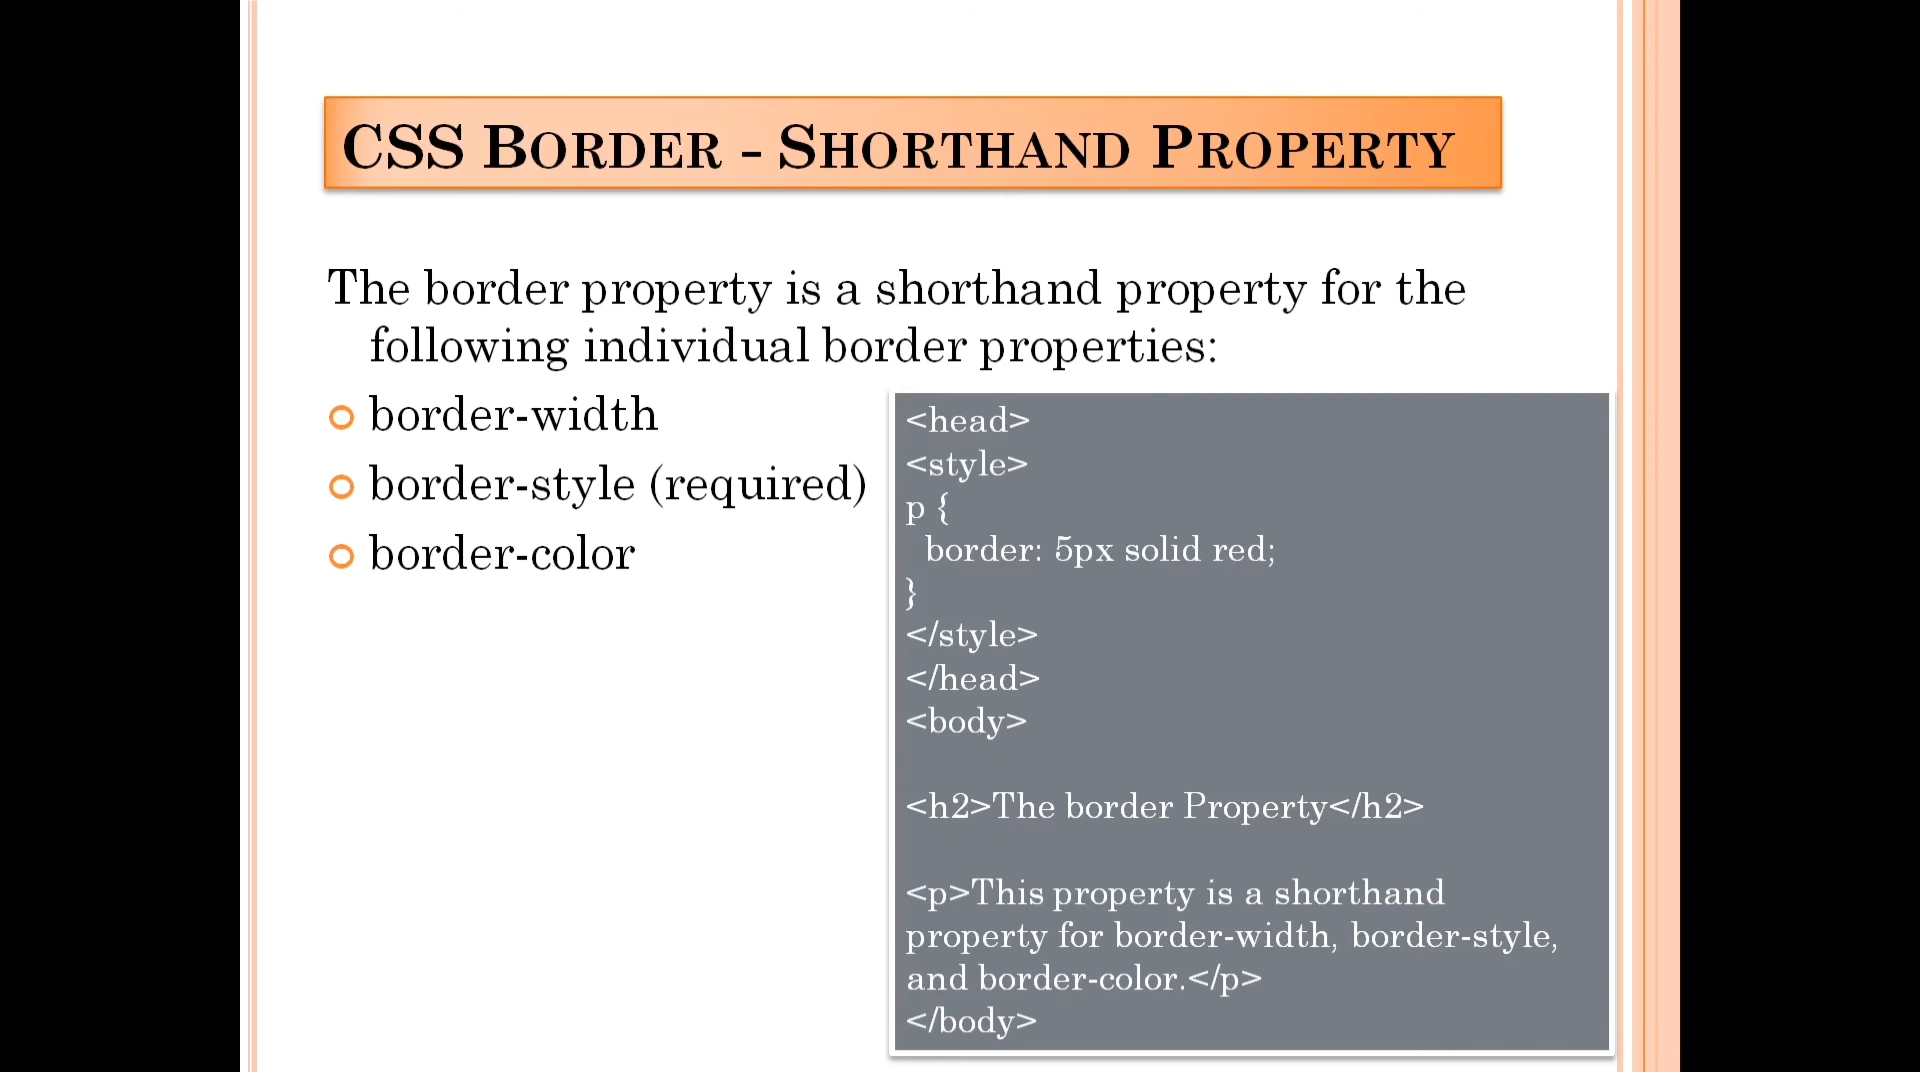 CSS Border - Shorthand Property
The border property is a shorthand property for the
following individual border properties:
border-width
border-style (required)
border-color
<head>
<style>
p {
  border: 5px solid red;
}
</style>
</head>
<body>
<h2>The border Property</h2>
<p>This property is a shorthand
property for border-width, border-style,
and border-color.</p>
</body>